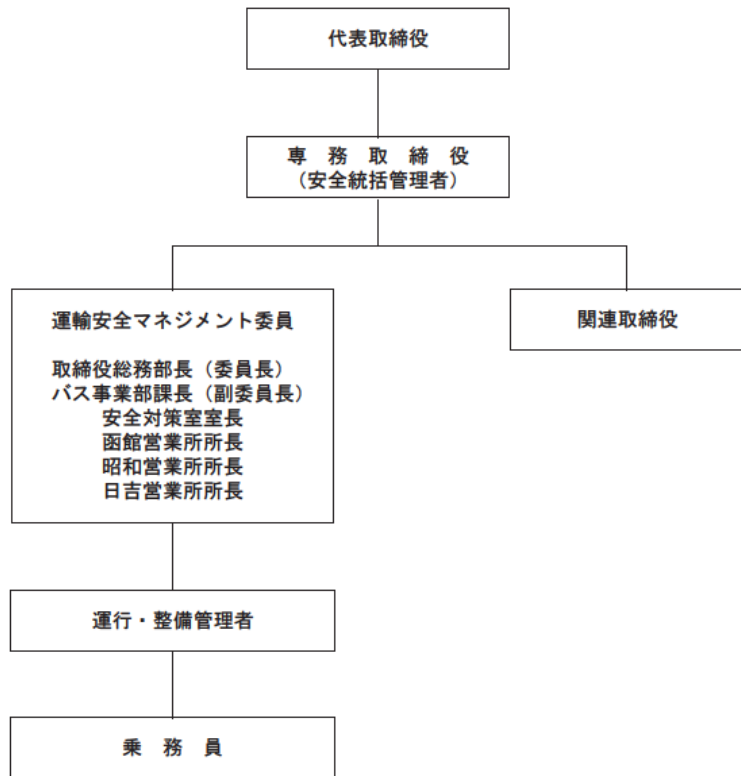 代表取締役
専　務　取　締　役
（安全統括管理者）
運輸安全マネジメント委員
取締役総務部長（委員長）
バス事業部課長（副委員長）
安全対策室室長
函館営業所所長
昭和営業所所長
日吉営業所所長
関連取締役
運行・整備管理者
乗　務　員